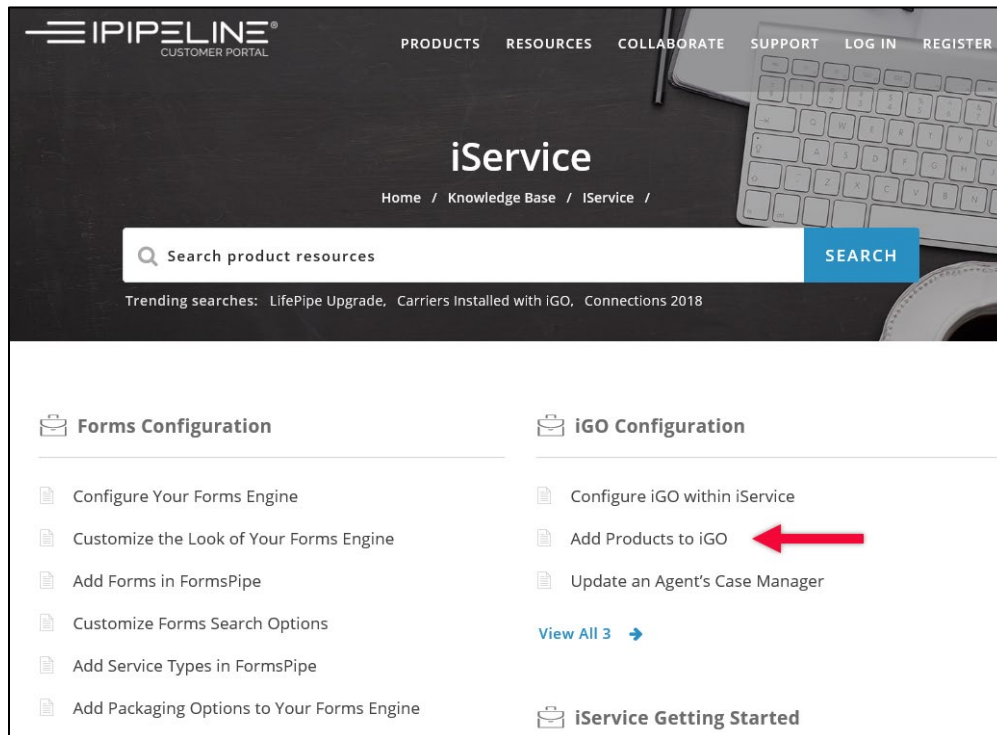 IPIPELINE®
CUSTOMER PORTAL
PRODUCTS RESOURCES COLLABORATE SUPPORT LOG IN REGISTER
iService
Home / Knowledge Base / IService /
Search product resources
SEARCH
Trending searches: LifePipe Upgrade, Carriers Installed with iGO, Connections 2018
Forms Configuration
Configure Your Forms Engine
Customize the Look of Your Forms Engine
Add Forms in FormsPipe
Customize Forms Search Options
Add Service Types in FormsPipe
Add Packaging Options to Your Forms Engine
iGO Configuration
Configure iGO within iService
Add Products to iGO
Update an Agent's Case Manager
View All 3
iService Getting Started